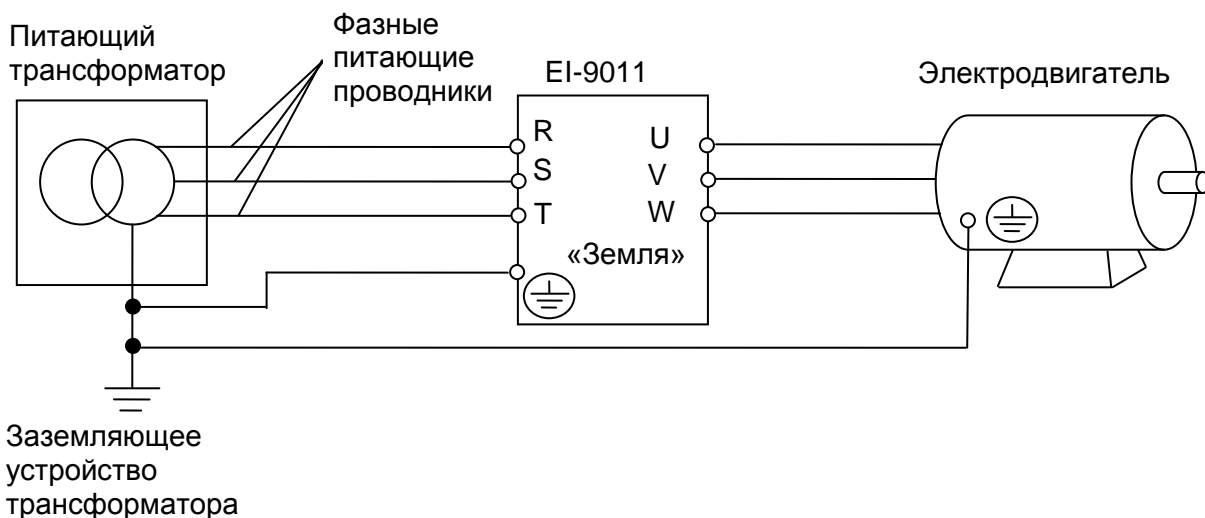 Питающий
трансформатор
Фазные
питающие
проводники
EI-9011
Электродвигатель
R
S
T
U
V
W
«Земля»
Заземляющее
устройство
трансформатора